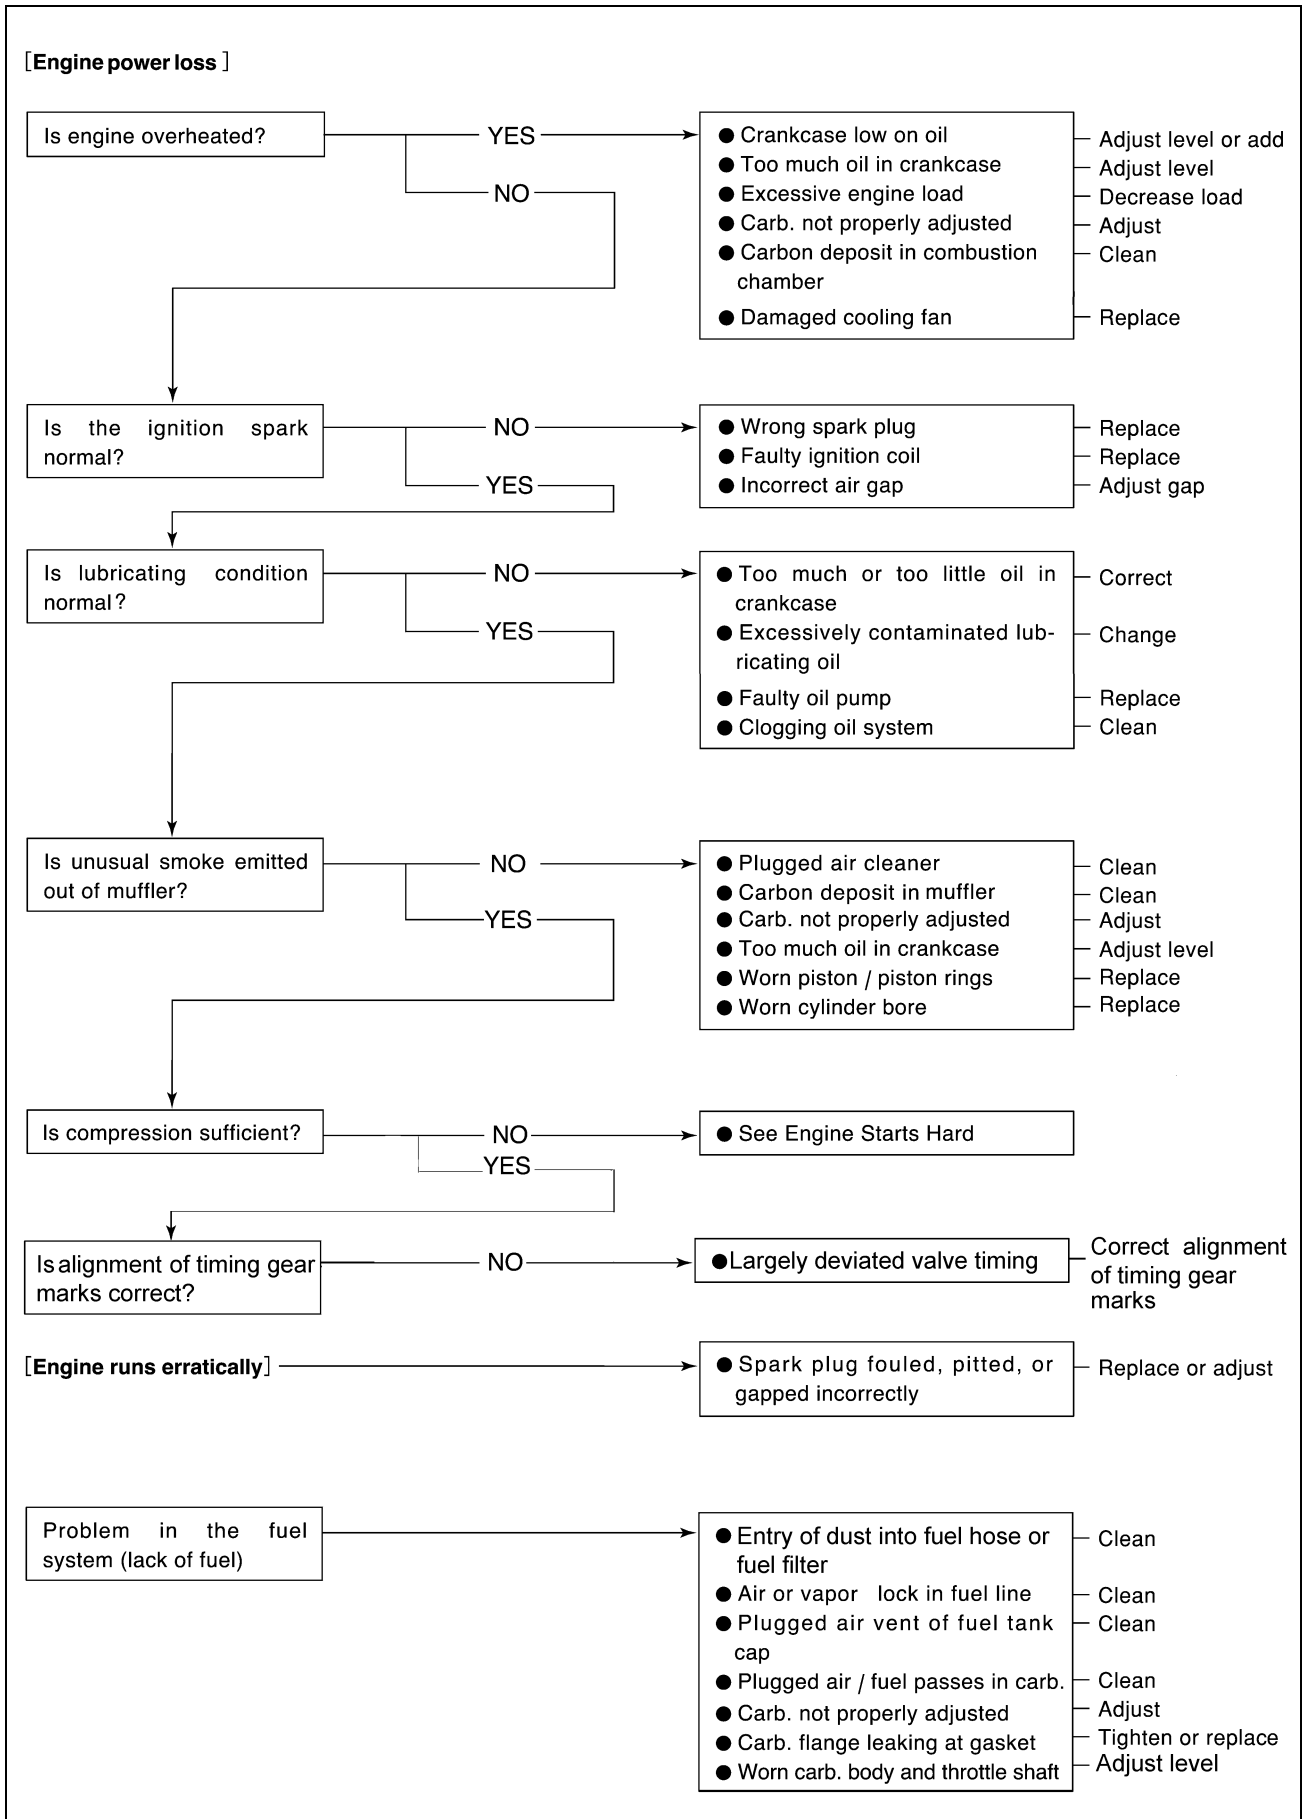 [Engine power loss]
Is engine overheated?
YES
NO
● Crankcase low on oil
Adjust level or add
● Too much oil in crankcase
Adjust level
● Excessive engine load
Decrease load
● Carb. not properly adjusted
Adjust
● Carbon deposit in combustion
chamber
Clean
● Damaged cooling fan
Replace
Is the ignition spark
normal?
NO
YES
● Wrong spark plug
Replace
● Faulty ignition coil
Replace
● Incorrect air gap
Adjust gap
Is lubricating condition
normal?
NO
YES
● Too much or too little oil in
crankcase
Correct
● Excessively contaminated lub-
ricating oil
Change
● Faulty oil pump
Replace
● Clogging oil system
Clean
Is unusual smoke emitted
out of muffler?
NO
YES
● Plugged air cleaner
Clean
● Carbon deposit in muffler
Clean
● Carb. not properly adjusted
Adjust
● Too much oil in crankcase
Adjust level
● Worn piston / piston rings
Replace
● Worn cylinder bore
Replace
Is compression sufficient?
NO
YES
● See Engine Starts Hard
Is alignment of timing gear
marks correct?
NO
● Largely deviated valve timing
Correct alignment
of timing gear
marks
[Engine runs erratically]
● Spark plug fouled, pitted, or
gapped incorrectly
Replace or adjust
Problem in the fuel
system (lack of fuel)
● Entry of dust into fuel hose or
fuel filter
Clean
● Air or vapor lock in fuel line
Clean
● Plugged air vent of fuel tank
cap
Clean
● Plugged air / fuel passes in carb.
Clean
● Carb. not properly adjusted
Adjust
● Carb. flange leaking at gasket
Tighten or replace
● Worn carb. body and throttle shaft
Adjust level